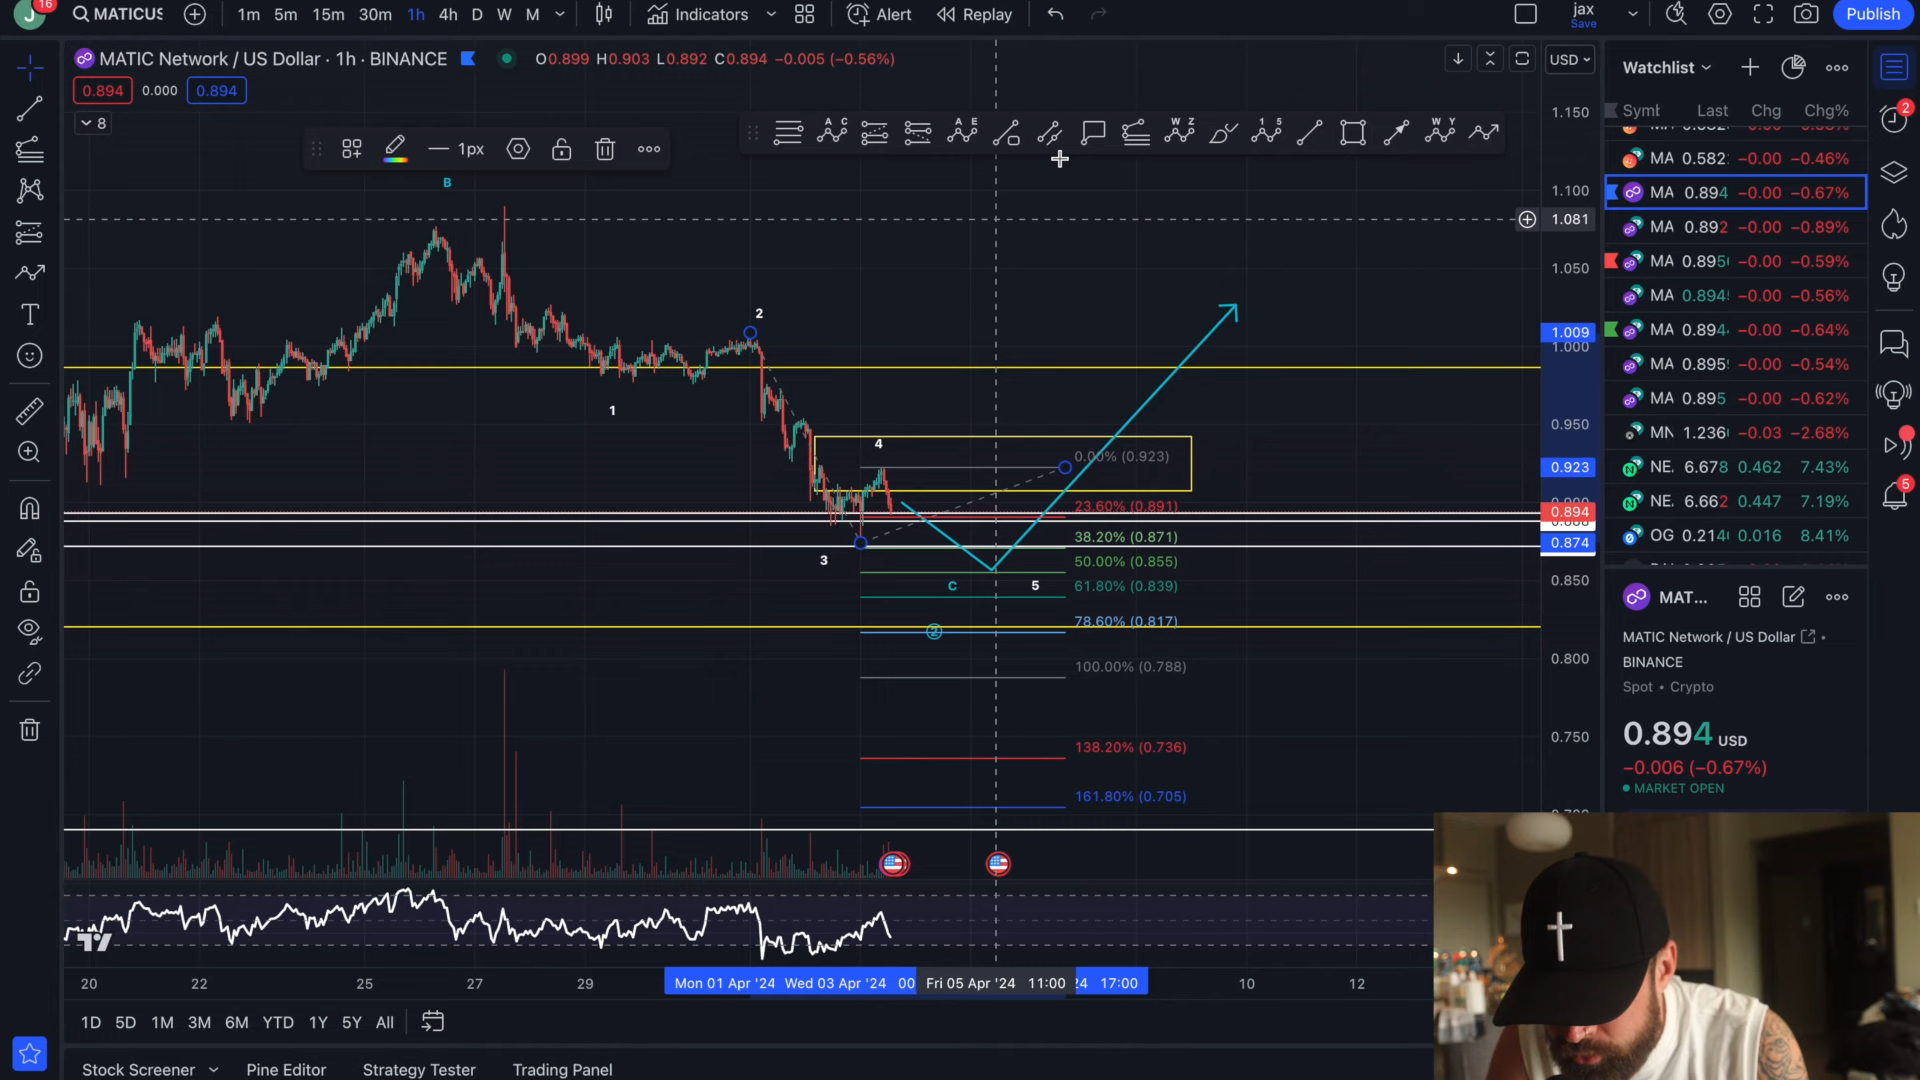 J
16
MATICUS
1m 5m 15m 30m 1h 4h D W M
Indicators
Alert
Replay
jax
Save
Publish
MATIC Network / US Dollar · 1h · BINANCE
O0.899 H0.903 L0.892 C0.894 −0.005 (−0.56%)
0.894 0.000 0.894
8
1px
A C
A E
W Z
1 5
W Y
USD
B
2
1
4
3
C
5
2
0.00% (0.923)
23.60% (0.891)
38.20% (0.871)
50.00% (0.855)
61.80% (0.839)
78.60% (0.817)
100.00% (0.788)
138.20% (0.736)
161.80% (0.705)
1.150
1.100
1.081
1.050
1.009
1.000
0.950
0.923
0.894
0.874
0.850
0.800
0.750
20 22 25 27 29 Mon 01 Apr '24 Wed 03 Apr '24 00 Fri 05 Apr '24 11:00 24 17:00 10 12
1D 5D 1M 3M 6M YTD 1Y 5Y All
Stock Screener Pine Editor Strategy Tester Trading Panel
Watchlist
Last Chg Chg%
MA 0.582 −0.00 −0.46%
MA 0.894 −0.00 −0.67%
MA 0.892 −0.00 −0.89%
MA 0.895 −0.00 −0.59%
MA 0.894 −0.00 −0.56%
MA 0.894 −0.00 −0.64%
MA 0.895 −0.00 −0.54%
MA 0.895 −0.00 −0.62%
MN 1.236 −0.03 −2.68%
NE. 6.678 0.462 7.43%
NE. 6.662 0.447 7.19%
OG 0.214 0.016 8.41%
MAT...
MATIC Network / US Dollar
BINANCE
Spot • Crypto
0.894 USD
−0.006 (−0.67%)
MARKET OPEN
2
5